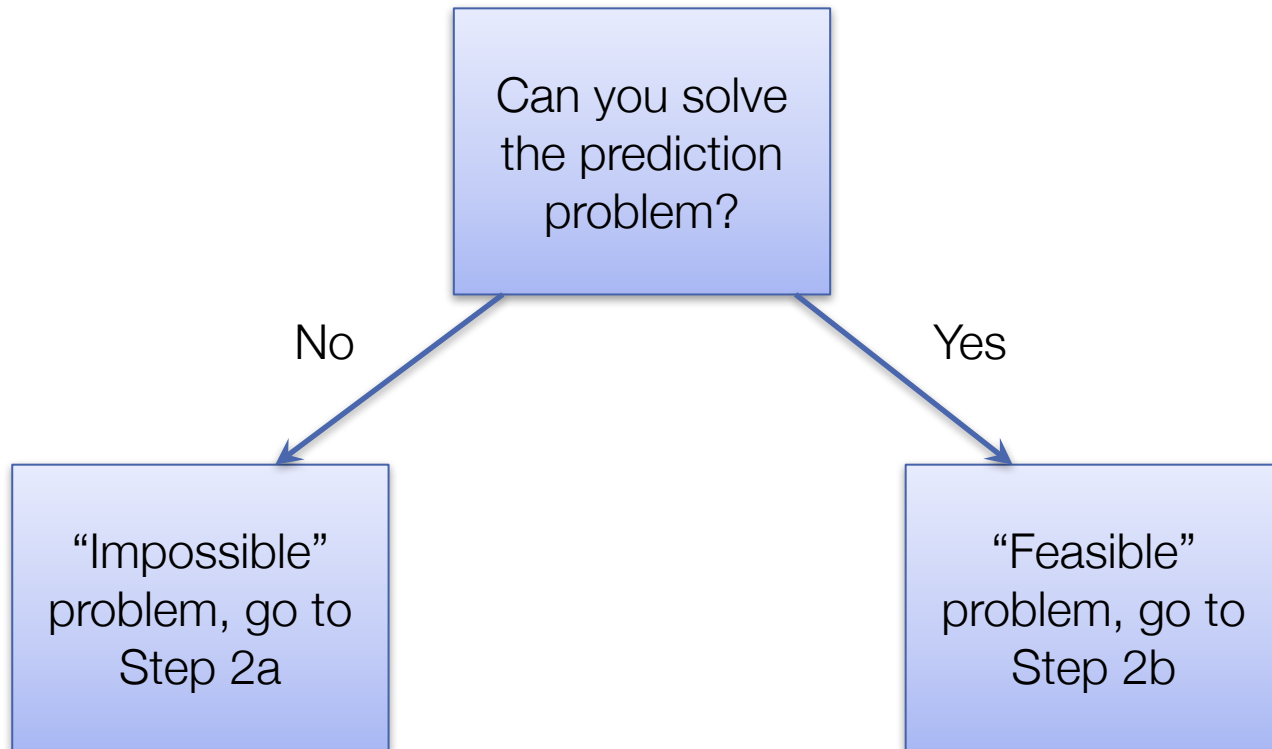 Can you solve
the prediction
problem?
No
Yes
“Impossible”
problem, go to
Step 2a
“Feasible”
problem, go to
Step 2b